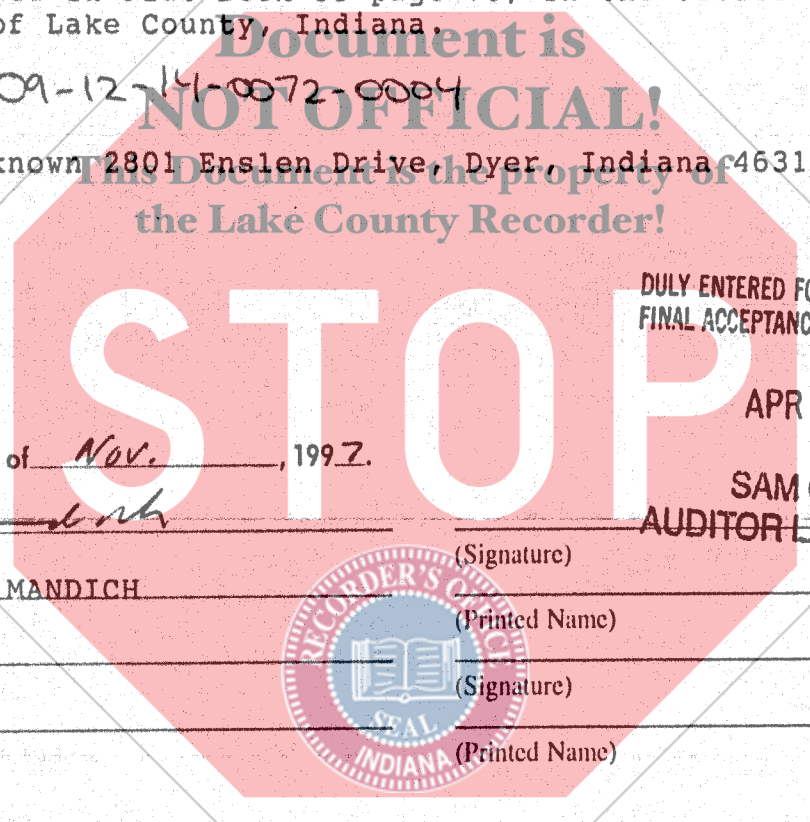 of Lake County, Indiana.
Document is
09-12-14-0072-0004
NOT OFFICIAL!
known 2801 Enslen Drive, Dyer, Indiana 4631
This Document is the property of
the Lake County Recorder!
STOP
DULY ENTERED FO
FINAL ACCEPTANC
APR
of Nov. , 1997.
SAM
AUDITOR L
(Signature)
MANDICH
(Printed Name)
(Signature)
(Printed Name)
RECORDER'S OFFICE
SEAL
INDIANA